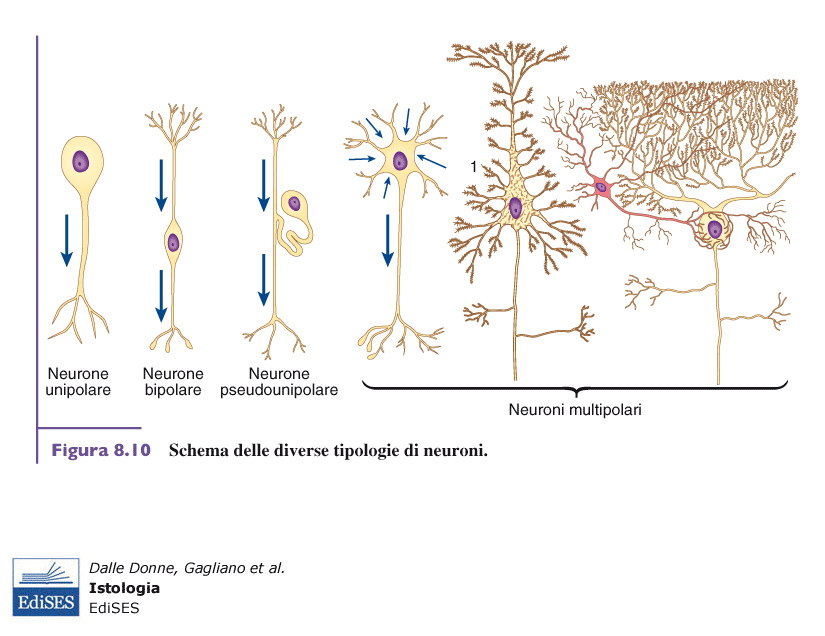 1
Neurone
unipolare
Neurone
bipolare
Neurone
pseudounipolare
Neuroni multipolari
Figura 8.10 Schema delle diverse tipologie di neuroni.
EdiSES
Dalle Donne, Gagliano et al.
Istologia
EdiSES